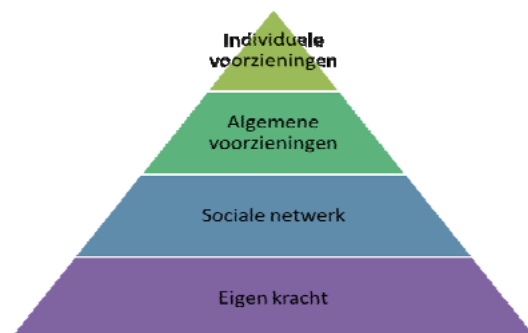 Individuele
voorzieningen
Algemene
voorzieningen
Sociale netwerk
Eigen kracht